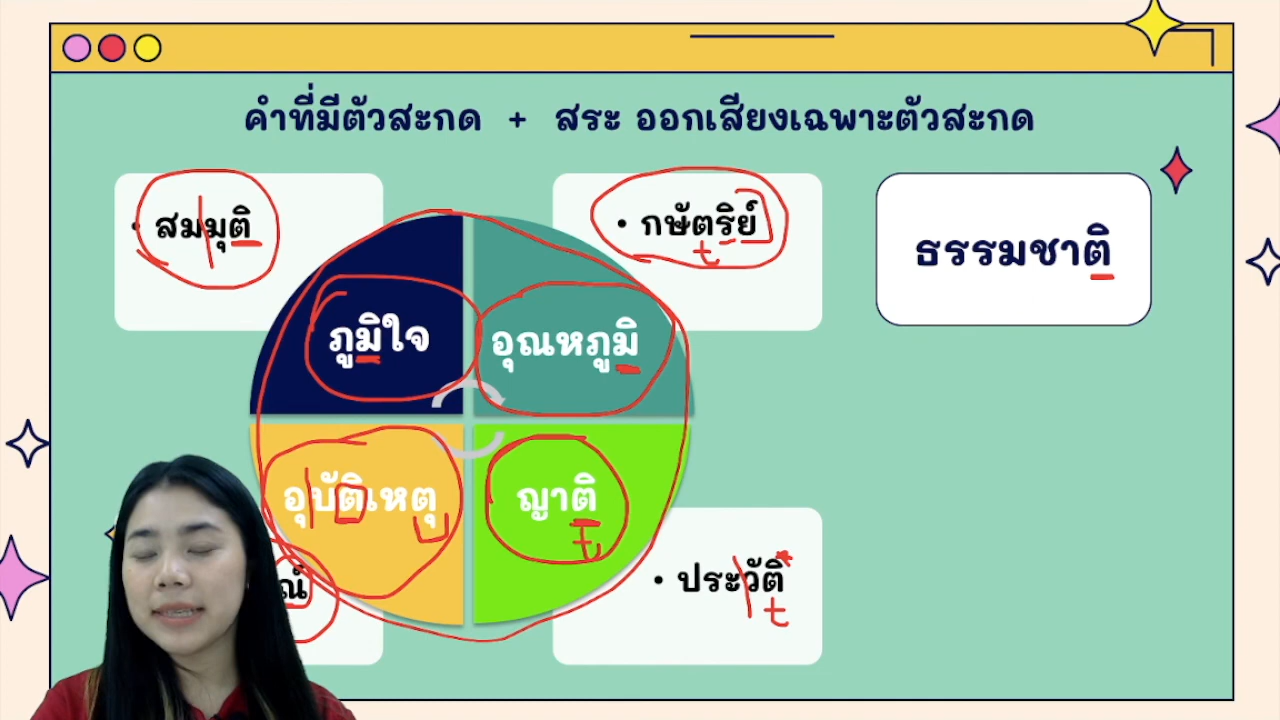 คำที่มีตัวสะกด + สระ ออกเสียงเฉพาะตัวสะกด
• สมมุติ
• กษัตริย์
ธรรมชาติ
ภูมิใจ
อุณหภูมิ
t
อุบัติเหตุ
ญาติ
t
• ประวัติ
t
ณ์